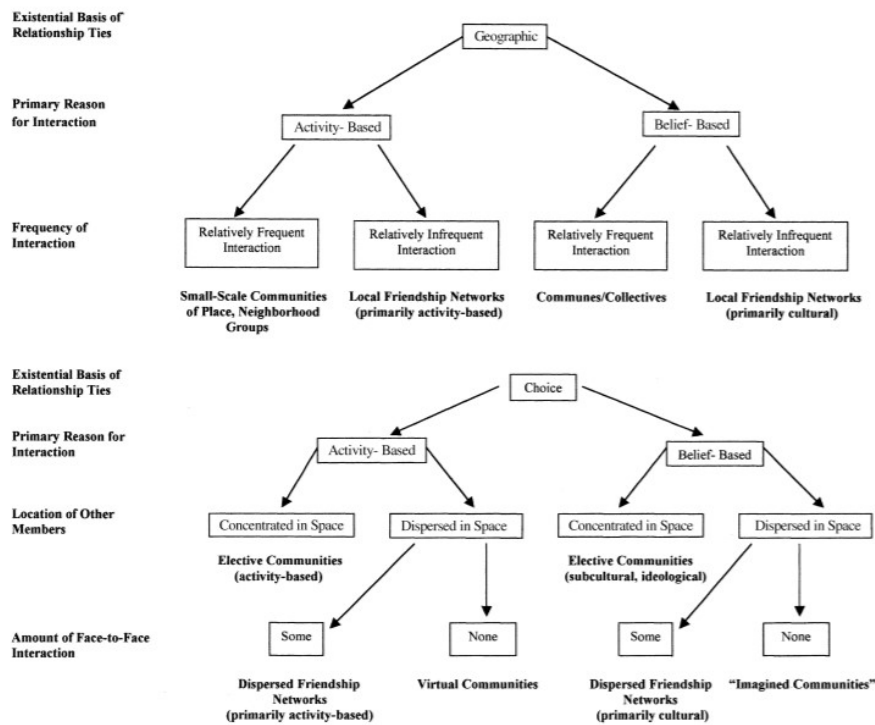 Existential Basis of
Relationship Ties
Geographic
Primary Reason
for Interaction
Activity- Based
Belief- Based
Frequency of
Interaction
Relatively Frequent
Interaction
Relatively Infrequent
Interaction
Relatively Frequent
Interaction
Relatively Infrequent
Interaction
Small-Scale Communities
of Place, Neighborhood
Groups
Local Friendship Networks
(primarily activity-based)
Communes/Collectives
Local Friendship Networks
(primarily cultural)
Existential Basis of
Relationship Ties
Choice
Primary Reason for
Interaction
Activity- Based
Belief- Based
Location of Other
Members
Concentrated in Space
Dispersed in Space
Concentrated in Space
Dispersed in Space
Elective Communities
(activity-based)
Elective Communities
(subcultural, ideological)
Amount of Face-to-Face
Interaction
Some
None
Some
None
Dispersed Friendship
Networks
(primarily activity-based)
Virtual Communities
Dispersed Friendship
Networks
(primarily cultural)
“Imagined Communities”